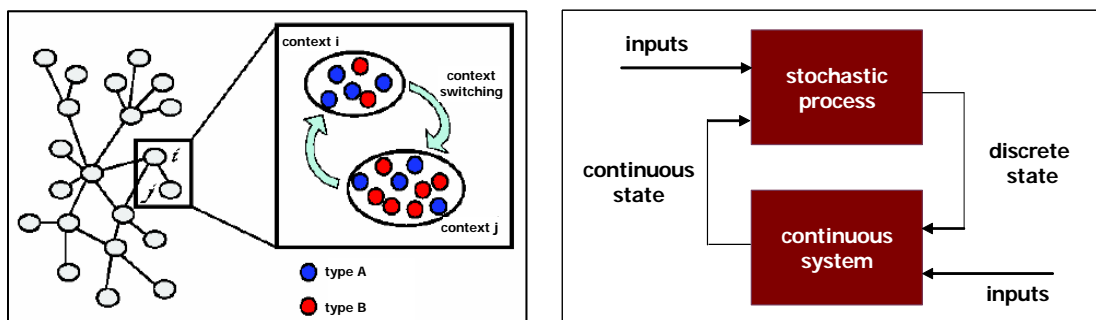 context i
context
switching
i
j
context j
type A
type B
inputs
stochastic
process
continuous
state
discrete
state
continuous
system
inputs